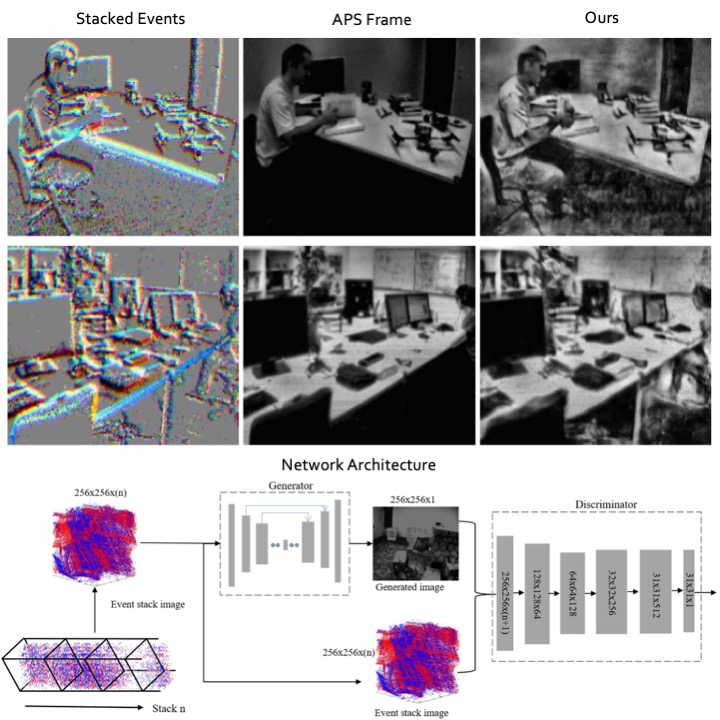 Stacked Events
APS Frame
Ours
Network Architecture
256x256x(n)
Generator
256x256x1
Discriminator
Generated image
Event stack image
256x256x(n)
Stack n
Event stack image
256x256x(n+1)
128x128x64
64x64x128
32x32x256
31x31x512
31x31x1